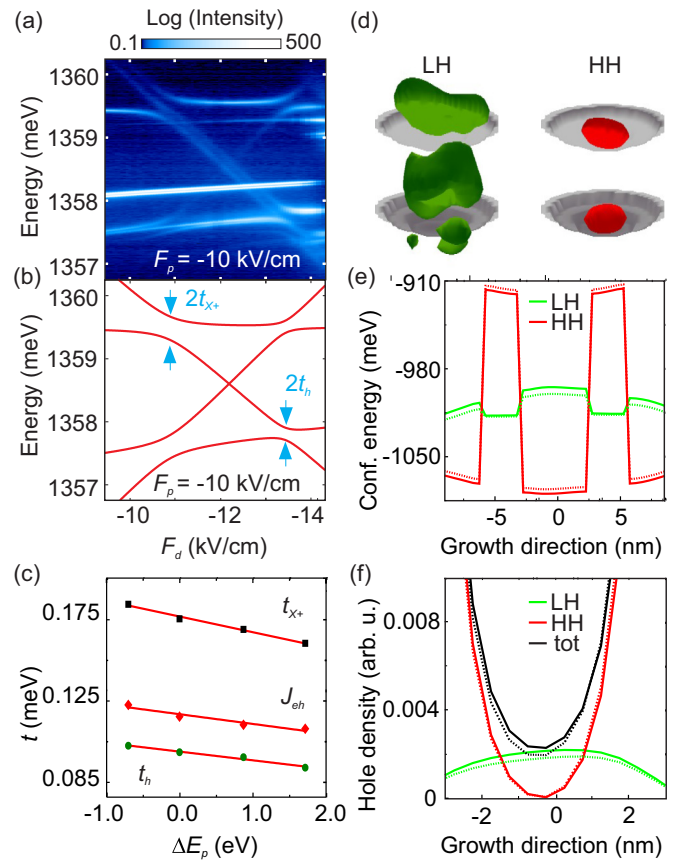 (a)
Log (Intensity)
0.1
500
1360
1359
1358
1357
Energy (meV)
F_p = -10 kV/cm
(b)
1360
1359
1358
1357
Energy (meV)
2t_X+
2t_h
F_p = -10 kV/cm
-10
-11
-12
-13
-14
F_d (kV/cm)
(c)
0.175
0.125
0.085
t (meV)
t_X+
J_eh
t_h
-1.0
0.0
1.0
2.0
ΔE_p (eV)
(d)
LH
HH
(e)
-910
-980
-1050
Conf. energy (meV)
LH
HH
-5
0
5
Growth direction (nm)
(f)
0.008
0.004
0
Hole density (arb. u.)
LH
HH
tot
-2
0
2
Growth direction (nm)